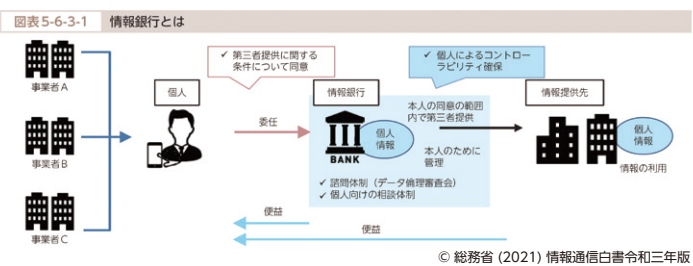 図表5-6-3-1 情報銀行とは
事業者A
事業者B
事業者C
個人
✓ 第三者提供に関する
条件について同意
委任
情報銀行
BANK
個人
情報
✓ 個人によるコントロー
ラビリティ確保
本人の同意の範囲
内で第三者提供
本人のために
管理
✓ 諮問体制（データ倫理審査会）
✓ 個人向けの相談体制
情報提供先
個人
情報
情報の利用
便益
便益
© 総務省 (2021) 情報通信白書令和三年版